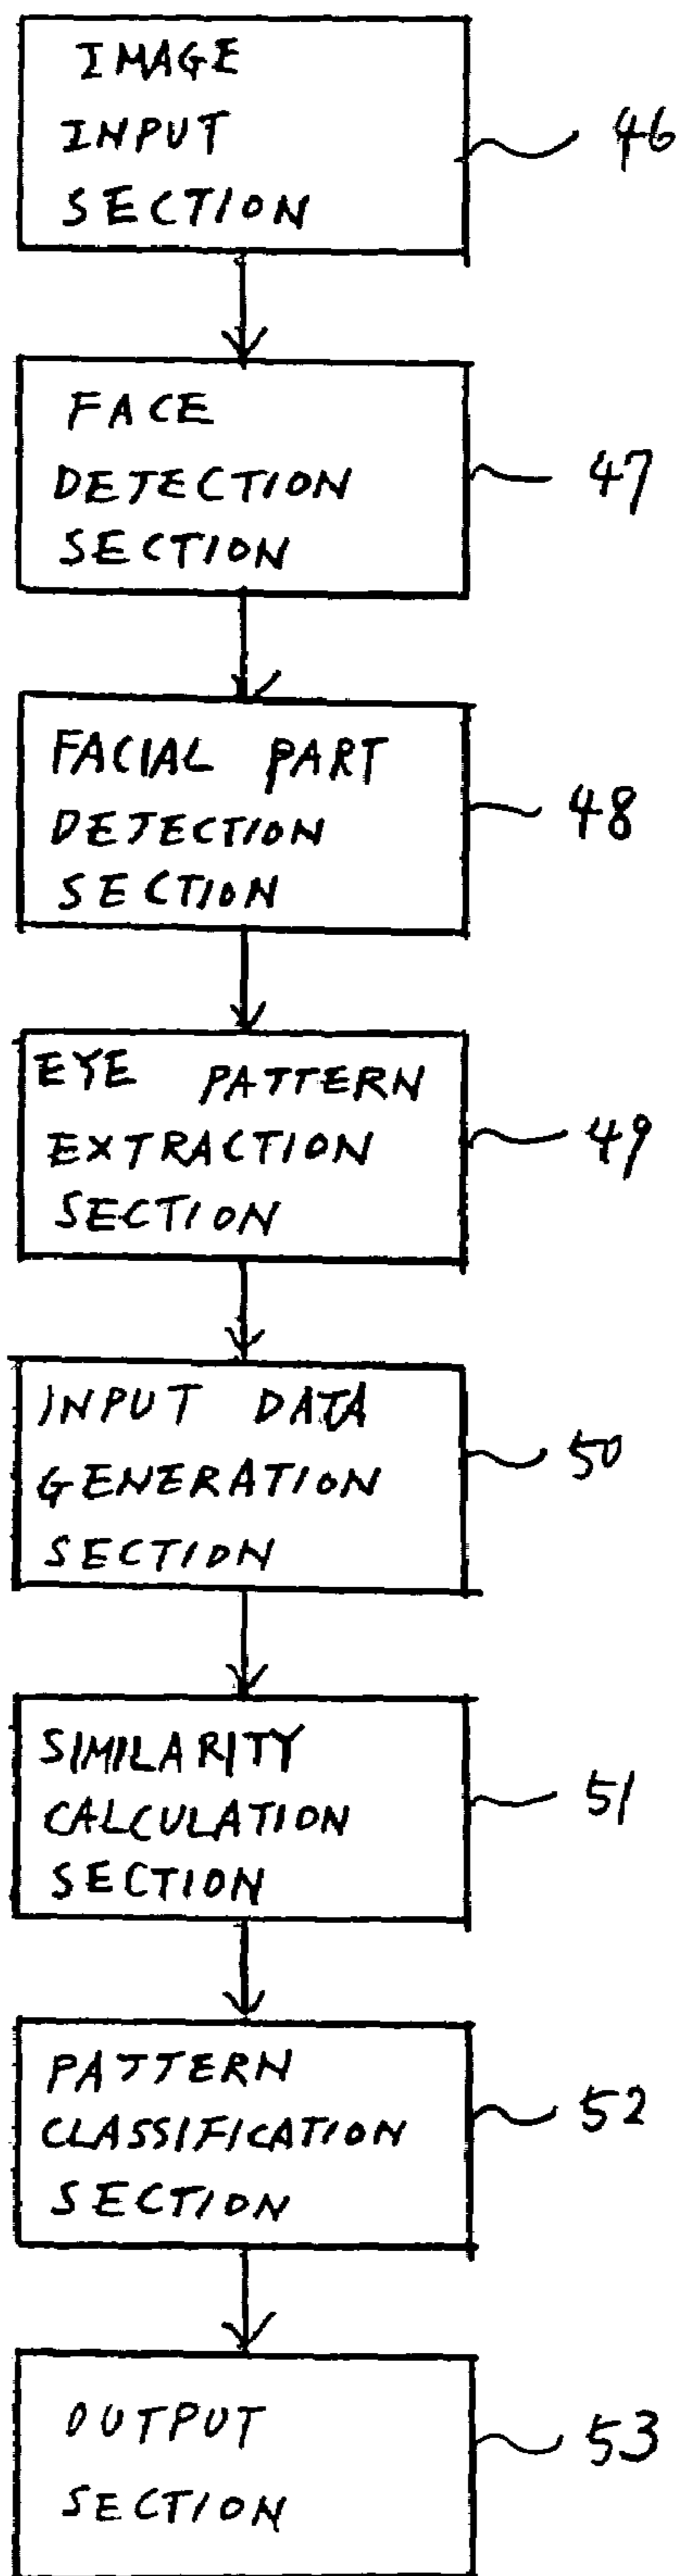 IMAGE
INPUT
SECTION
46
FACE
DETECTION
SECTION
47
FACIAL PART
DETECTION
SECTION
48
EYE PATTERN
EXTRACTION
SECTION
49
INPUT DATA
GENERATION
SECTION
50
SIMILARITY
CALCULATION
SECTION
51
PATTERN
CLASSIFICATION
SECTION
52
OUTPUT
SECTION
53